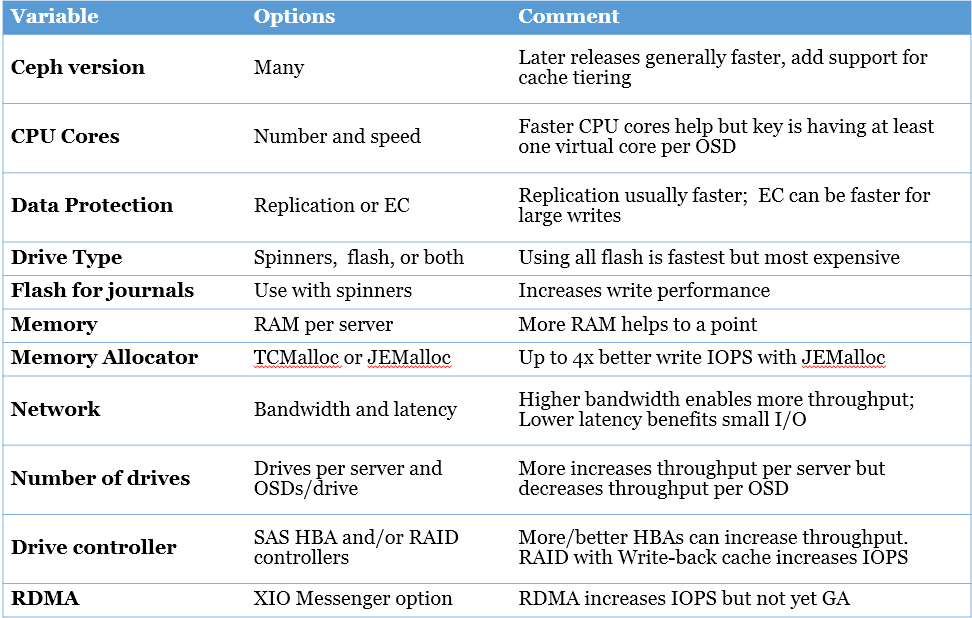 Variable Options Comment
Ceph version Many Later releases generally faster, add support for
cache tiering
CPU Cores Number and speed Faster CPU cores help but key is having at least
one virtual core per OSD
Data Protection Replication or EC Replication usually faster;  EC can be faster for
large writes
Drive Type Spinners,  flash, or both Using all flash is fastest but most expensive
Flash for journals Use with spinners Increases write performance
Memory RAM per server More RAM helps to a point
Memory Allocator TCMalloc or JEMalloc Up to 4x better write IOPS with JEMalloc
Network Bandwidth and latency Higher bandwidth enables more throughput;
Lower latency benefits small I/O
Number of drives Drives per server and More increases throughput per server but
OSDs/drive decreases throughput per OSD
Drive controller SAS HBA and/or RAID More/better HBAs can increase throughput.
controllers RAID with Write-back cache increases IOPS
RDMA XIO Messenger option RDMA increases IOPS but not yet GA